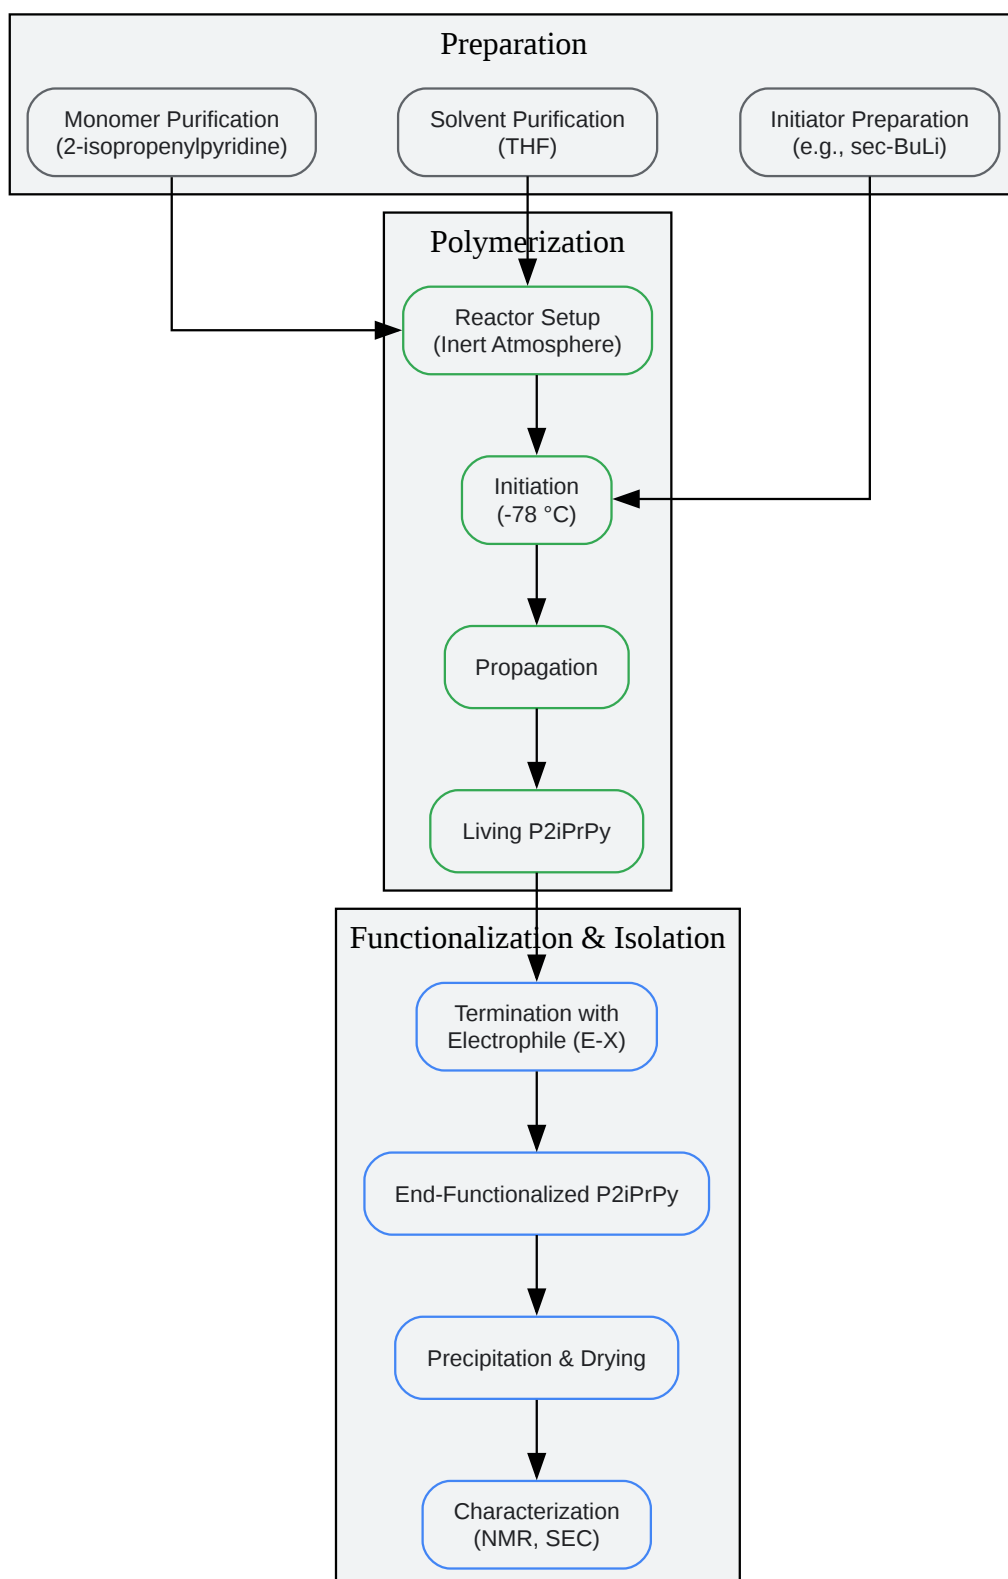 Preparation
Monomer Purification
(2-isopropenylpyridine)
Solvent Purification
(THF)
Initiator Preparation
(e.g., sec-BuLi)
Polymerization
Reactor Setup
(Inert Atmosphere)
Initiation
(-78 °C)
Propagation
Living P2iPrPy
Functionalization & Isolation
Termination with
Electrophile (E-X)
End-Functionalized P2iPrPy
Precipitation & Drying
Characterization
(NMR, SEC)